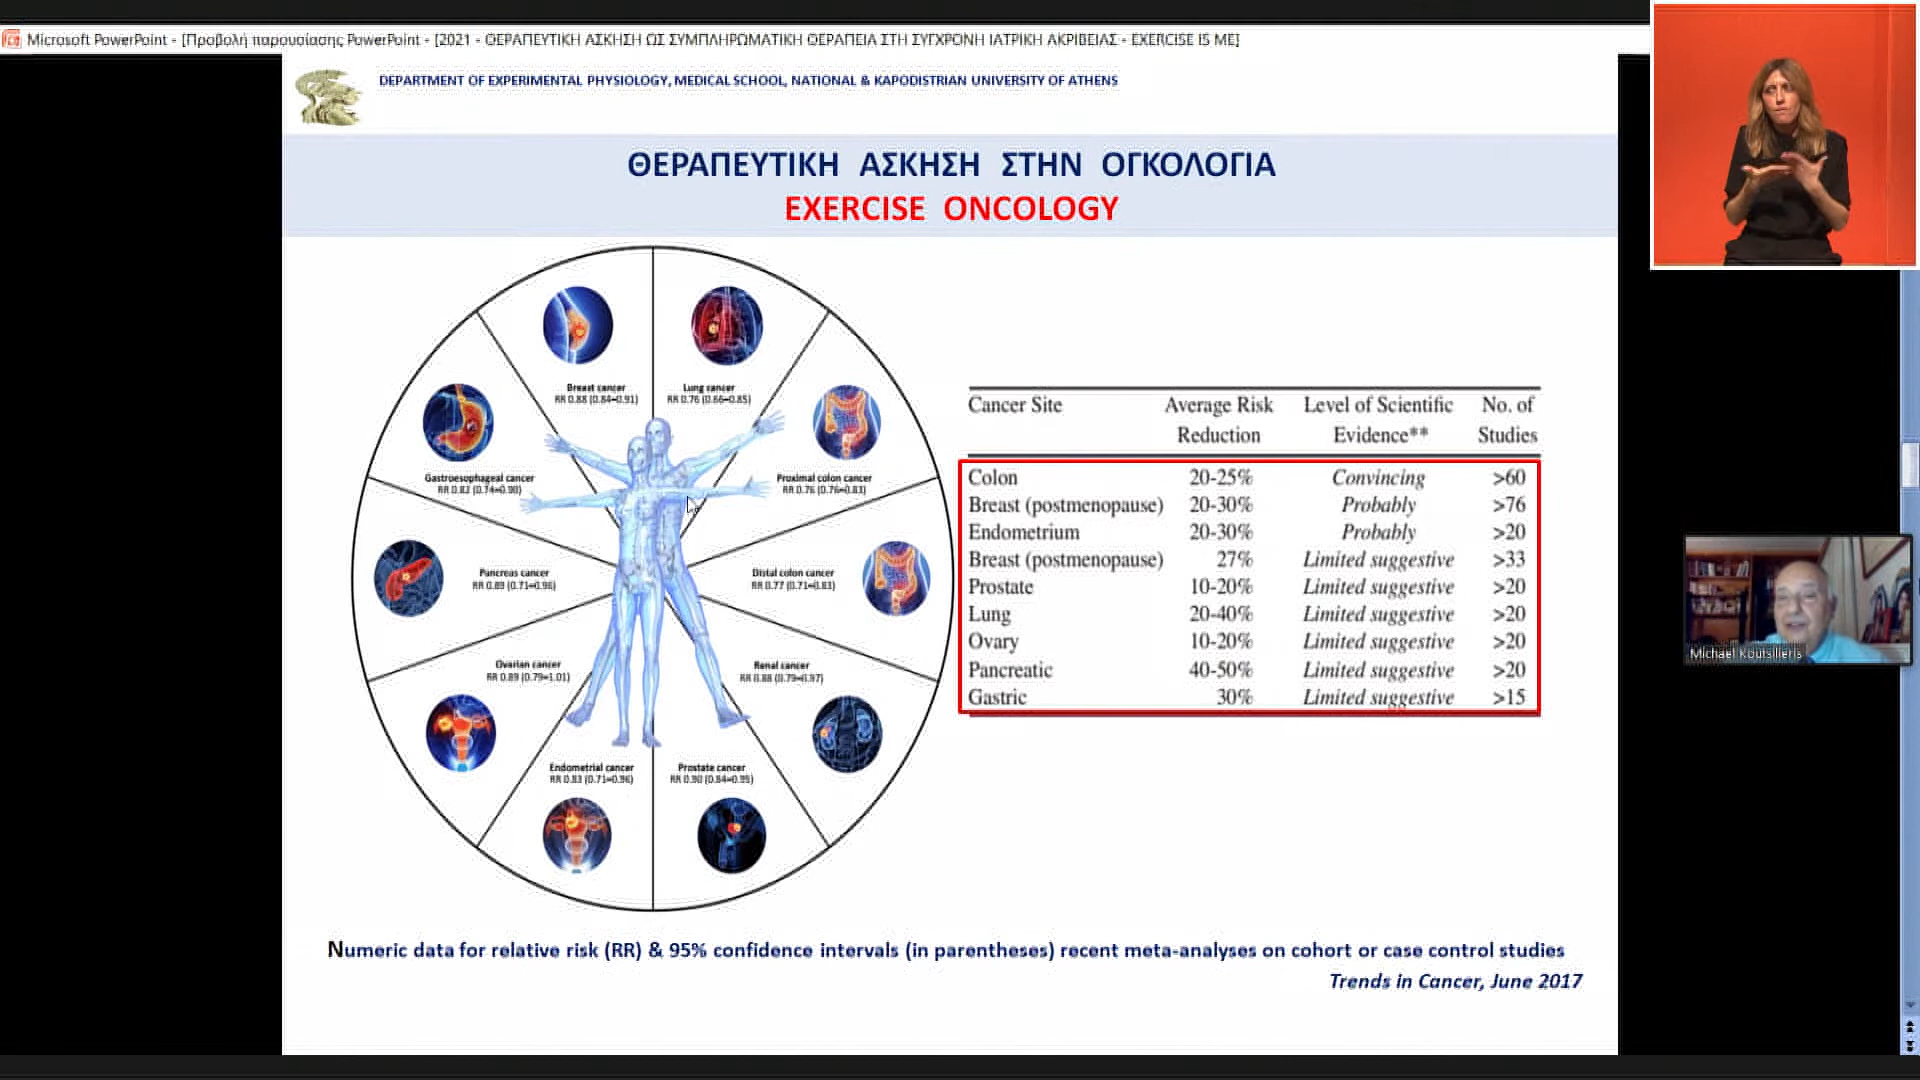 Microsoft PowerPoint - [Προβολή παρουσίασης PowerPoint - [2021 - ΘΕΡΑΠΕΥΤΙΚΗ ΑΣΚΗΣΗ ΩΣ ΣΥΜΠΛΗΡΩΜΑΤΙΚΗ ΘΕΡΑΠΕΙΑ ΣΤΗ ΣΥΓΧΡΟΝΗ ΙΑΤΡΙΚΗ ΑΚΡΙΒΕΙΑΣ - EXERCISE IS ME]
DEPARTMENT OF EXPERIMENTAL PHYSIOLOGY, MEDICAL SCHOOL, NATIONAL & KAPODISTRIAN UNIVERSITY OF ATHENS
ΘΕΡΑΠΕΥΤΙΚΗ ΑΣΚΗΣΗ ΣΤΗΝ ΟΓΚΟΛΟΓΙΑ
EXERCISE ONCOLOGY
Breast cancer
RR 0.88 (0.84–0.91)
Lung cancer
RR 0.76 (0.66–0.85)
Gastroesophageal cancer
RR 0.82 (0.74–0.90)
Proximal colon cancer
RR 0.76 (0.76–0.83)
Pancreas cancer
RR 0.89 (0.71–0.96)
Distal colon cancer
RR 0.77 (0.71–0.83)
Ovarian cancer
RR 0.89 (0.79–1.01)
Renal cancer
RR 0.88 (0.79–0.97)
Endometrial cancer
RR 0.83 (0.71–0.96)
Prostate cancer
RR 0.90 (0.84–0.95)
Cancer Site Average Risk Reduction Level of Scientific Evidence** No. of Studies
Colon 20-25% Convincing >60
Breast (postmenopause) 20-30% Probably >76
Endometrium 20-30% Probably >20
Breast (postmenopause) 27% Limited suggestive >33
Prostate 10-20% Limited suggestive >20
Lung 20-40% Limited suggestive >20
Ovary 10-20% Limited suggestive >20
Pancreatic 40-50% Limited suggestive >20
Gastric 30% Limited suggestive >15
Numeric data for relative risk (RR) & 95% confidence intervals (in parentheses) recent meta-analyses on cohort or case control studies
Trends in Cancer, June 2017
Michael Koutsilieris